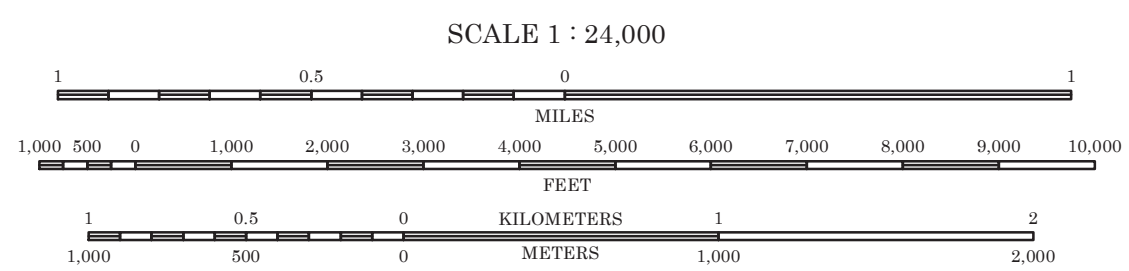 SCALE 1 : 24,000
1 0.5 0 1
MILES
1,000 500 0 1,000 2,000 3,000 4,000 5,000 6,000 7,000 8,000 9,000 10,000
FEET
1 0.5 0 KILOMETERS 1 2
1,000 500 0 METERS 1,000 2,000